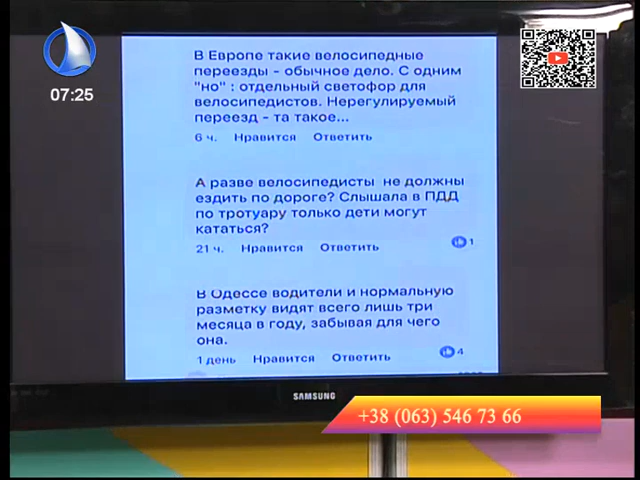 07:25
В Европе такие велосипедные
переезды - обычное дело. С одним
"но" : отдельный светофор для
велосипедистов. Нерегулируемый
переезд - та такое...
6 ч. Нравится Ответить
А разве велосипедисты не должны
ездить по дороге? Слышала в ПДД
по тротуару только дети могут
кататься?
21 ч. Нравится Ответить 1
В Одессе водители и нормальную
разметку видят всего лишь три
месяца в году, забывая для чего
она.
1 день Нравится Ответить 4
SAMSUNG
+38 (063) 546 73 66